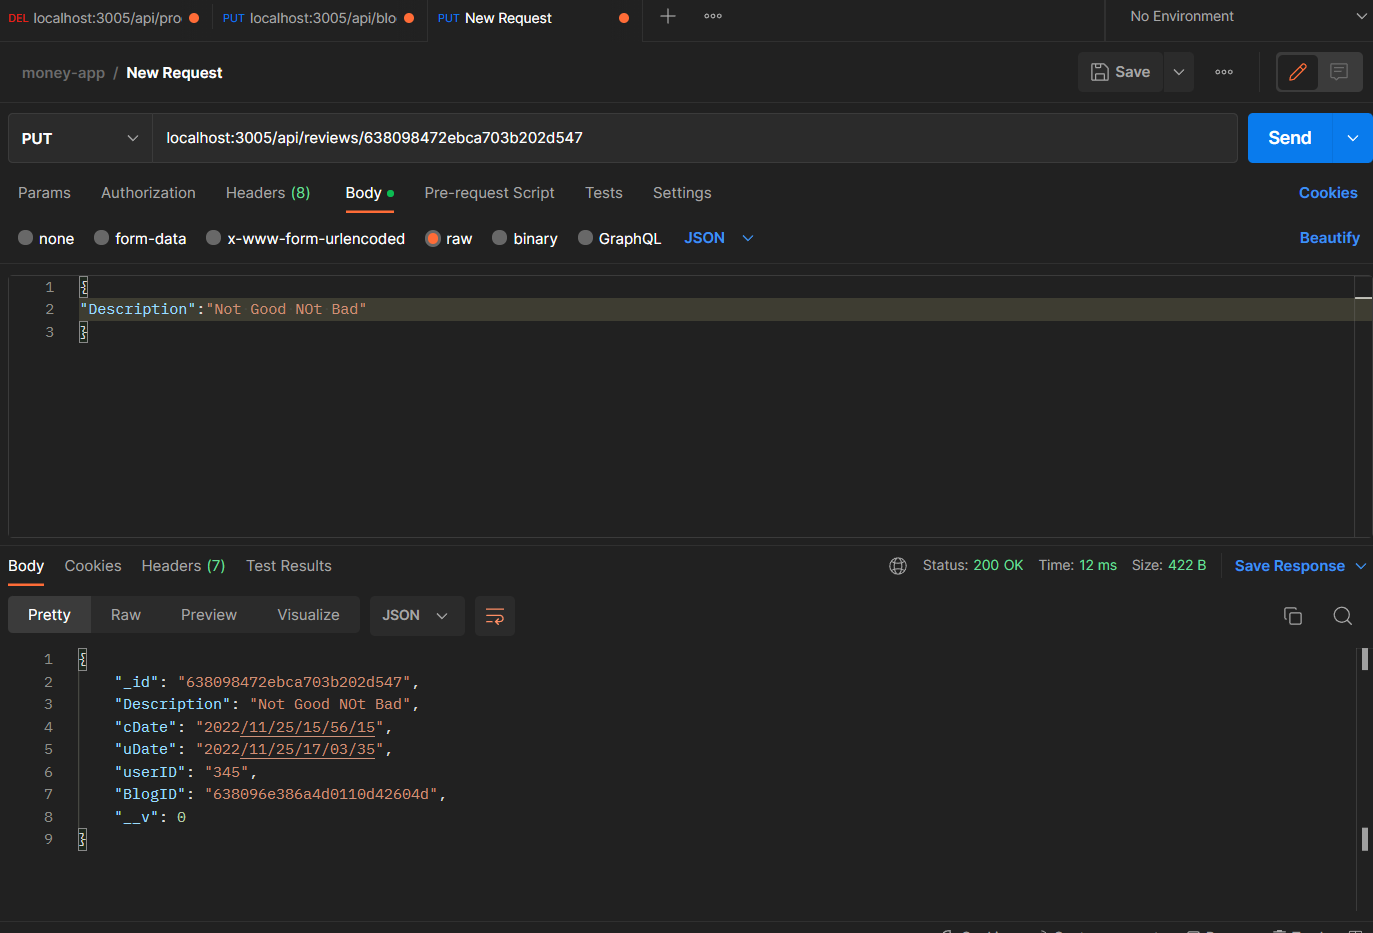 DEL localhost:3005/api/pro PUT localhost:3005/api/blo PUT New Request No Environment
money-app / New Request Save
PUT localhost:3005/api/reviews/638098472ebca703b202d547 Send
Params Authorization Headers (8) Body Pre-request Script Tests Settings Cookies
none form-data x-www-form-urlencoded raw binary GraphQL JSON Beautify
1 {
2 "Description":"Not Good NOt Bad"
3 }
Body Cookies Headers (7) Test Results Status: 200 OK Time: 12 ms Size: 422 B Save Response
Pretty Raw Preview Visualize JSON
1 {
2 "_id": "638098472ebca703b202d547",
3 "Description": "Not Good NOt Bad",
4 "cDate": "2022/11/25/15/56/15",
5 "uDate": "2022/11/25/17/03/35",
6 "userID": "345",
7 "BlogID": "638096e386a4d0110d42604d",
8 "__v": 0
9 }